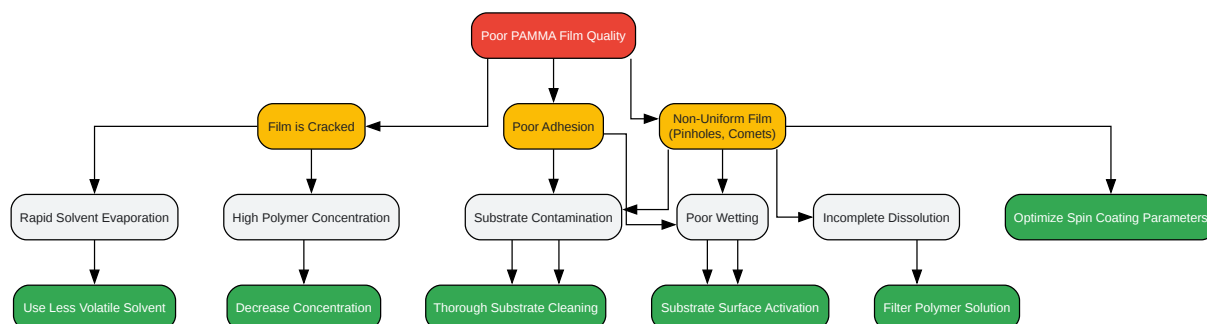 Poor PAMMA Film Quality
Film is Cracked
Poor Adhesion
Non-Uniform Film
(Pinholes, Comets)
Rapid Solvent Evaporation
High Polymer Concentration
Substrate Contamination
Poor Wetting
Incomplete Dissolution
Optimize Spin Coating Parameters
Use Less Volatile Solvent
Decrease Concentration
Thorough Substrate Cleaning
Substrate Surface Activation
Filter Polymer Solution